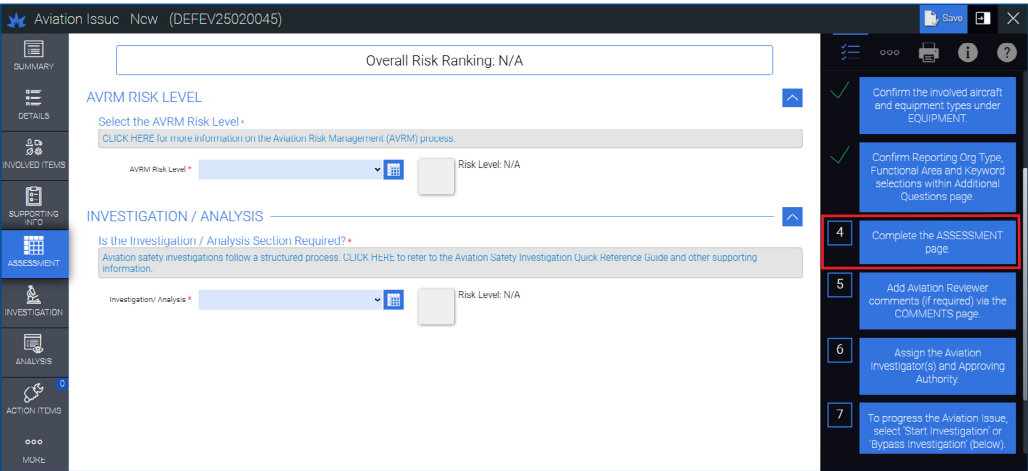 Aviation Issue New (DEFEV25020045)
Save
SUMMARY
DETAILS
INVOLVED ITEMS
SUPPORTING
INFO
ASSESSMENT
INVESTIGATION
ANALYSIS
0
ACTION ITEMS
MORE
Overall Risk Ranking: N/A
AVRM RISK LEVEL
Select the AVRM Risk Level *
CLICK HERE for more information on the Aviation Risk Management (AVRM) process.
AVRM Risk Level *
Risk Level: N/A
INVESTIGATION / ANALYSIS
Is the Investigation / Analysis Section Required? *
Aviation safety investigations follow a structured process. CLICK HERE to refer to the Aviation Safety Investigation Quick Reference Guide and other supporting
information.
Investigation/ Analysis *
Risk Level: N/A
Confirm the involved aircraft
and equipment types under
EQUIPMENT.
Confirm Reporting Org Type,
Functional Area and Keyword
selections within Additional
Questions page.
4
Complete the ASSESSMENT
page.
5
Add Aviation Reviewer
comments (if required) via the
COMMENTS page.
6
Assign the Aviation
Investigator(s) and Approving
Authority.
7
To progress the Aviation Issue,
select 'Start Investigation' or
'Bypass Investigation' (below).